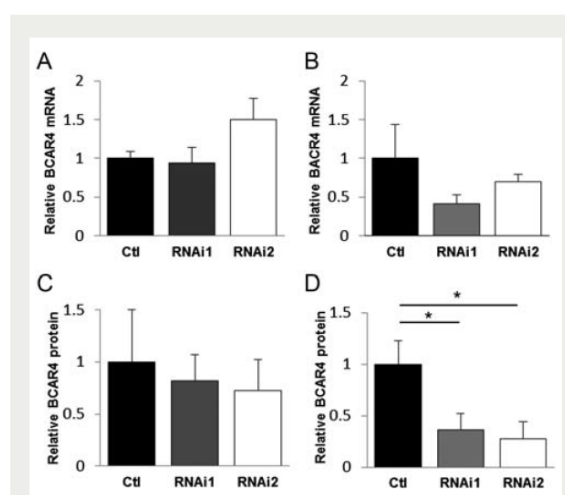 A
Relative BCAR4 mRNA
2
1.5
1
0.5
0
Ctl RNAi1 RNAi2
B
Relative BACR4 mRNA
2
1.5
1
0.5
0
Ctl RNAi1 RNAi2
C
Relative BCAR4 protein
1.5
1
0.5
0
Ctl RNAi1 RNAi2
D
Relative BCAR4 protein
1.5
1
0.5
0
*
*
Ctl RNAi1 RNAi2